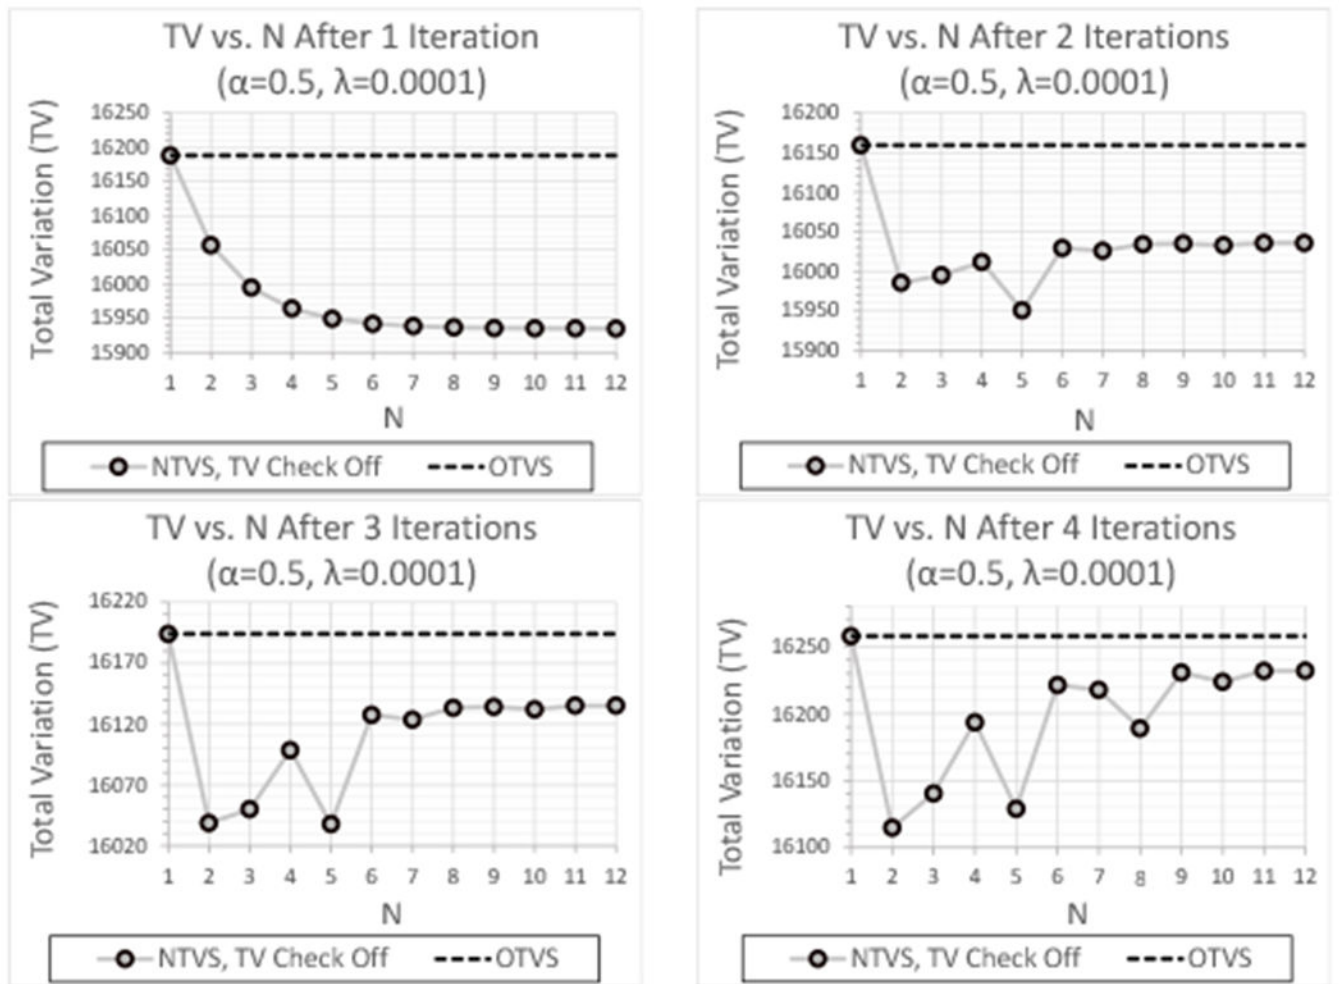 TV vs. N After 1 Iteration
(α=0.5, λ=0.0001)
Total Variation (TV)
16250
16200
16150
16100
16050
16000
15950
15900
1 2 3 4 5 6 7 8 9 10 11 12
N
NTVS, TV Check Off OTVS
TV vs. N After 2 Iterations
(α=0.5, λ=0.0001)
Total Variation (TV)
16200
16150
16100
16050
16000
15950
15900
1 2 3 4 5 6 7 8 9 10 11 12
N
NTVS, TV Check Off OTVS
TV vs. N After 3 Iterations
(α=0.5, λ=0.0001)
Total Variation (TV)
16220
16170
16120
16070
16020
1 2 3 4 5 6 7 8 9 10 11 12
N
NTVS, TV Check Off OTVS
TV vs. N After 4 Iterations
(α=0.5, λ=0.0001)
Total Variation (TV)
16250
16200
16150
16100
1 2 3 4 5 6 7 8 9 10 11 12
N
NTVS, TV Check Off OTVS